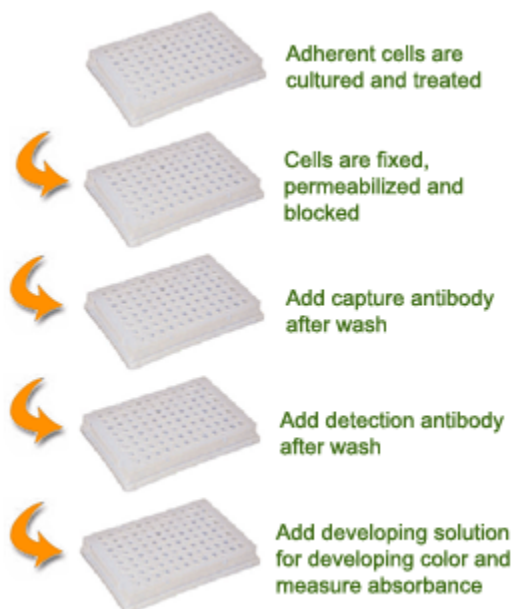 Adherent cells are
cultured and treated
Cells are fixed,
permeabilized and
blocked
Add capture antibody
after wash
Add detection antibody
after wash
Add developing solution
for developing color and
measure absorbance